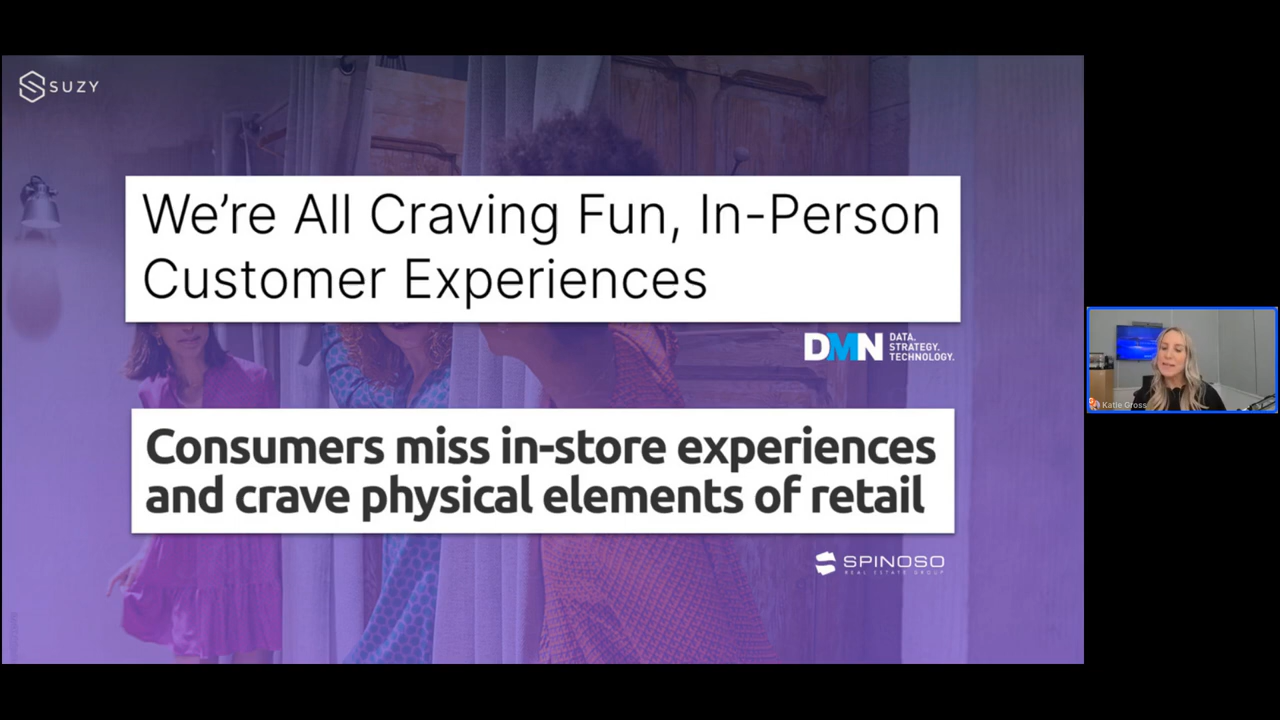 SUZY
We’re All Craving Fun, In-Person
Customer Experiences
DMN DATA.
STRATEGY.
TECHNOLOGY.
Consumers miss in-store experiences
and crave physical elements of retail
SPINOSO
REAL ESTATE GROUP
Katie Gross